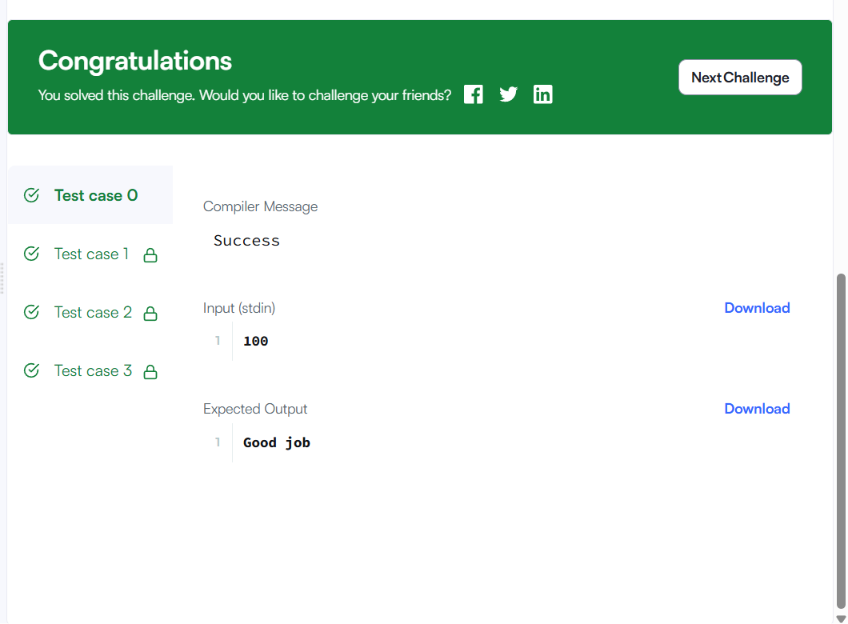 Congratulations
You solved this challenge. Would you like to challenge your friends?
Next Challenge
Test case 0
Test case 1
Test case 2
Test case 3
Compiler Message
Success
Input (stdin)
Download
1 100
Expected Output
Download
1 Good job